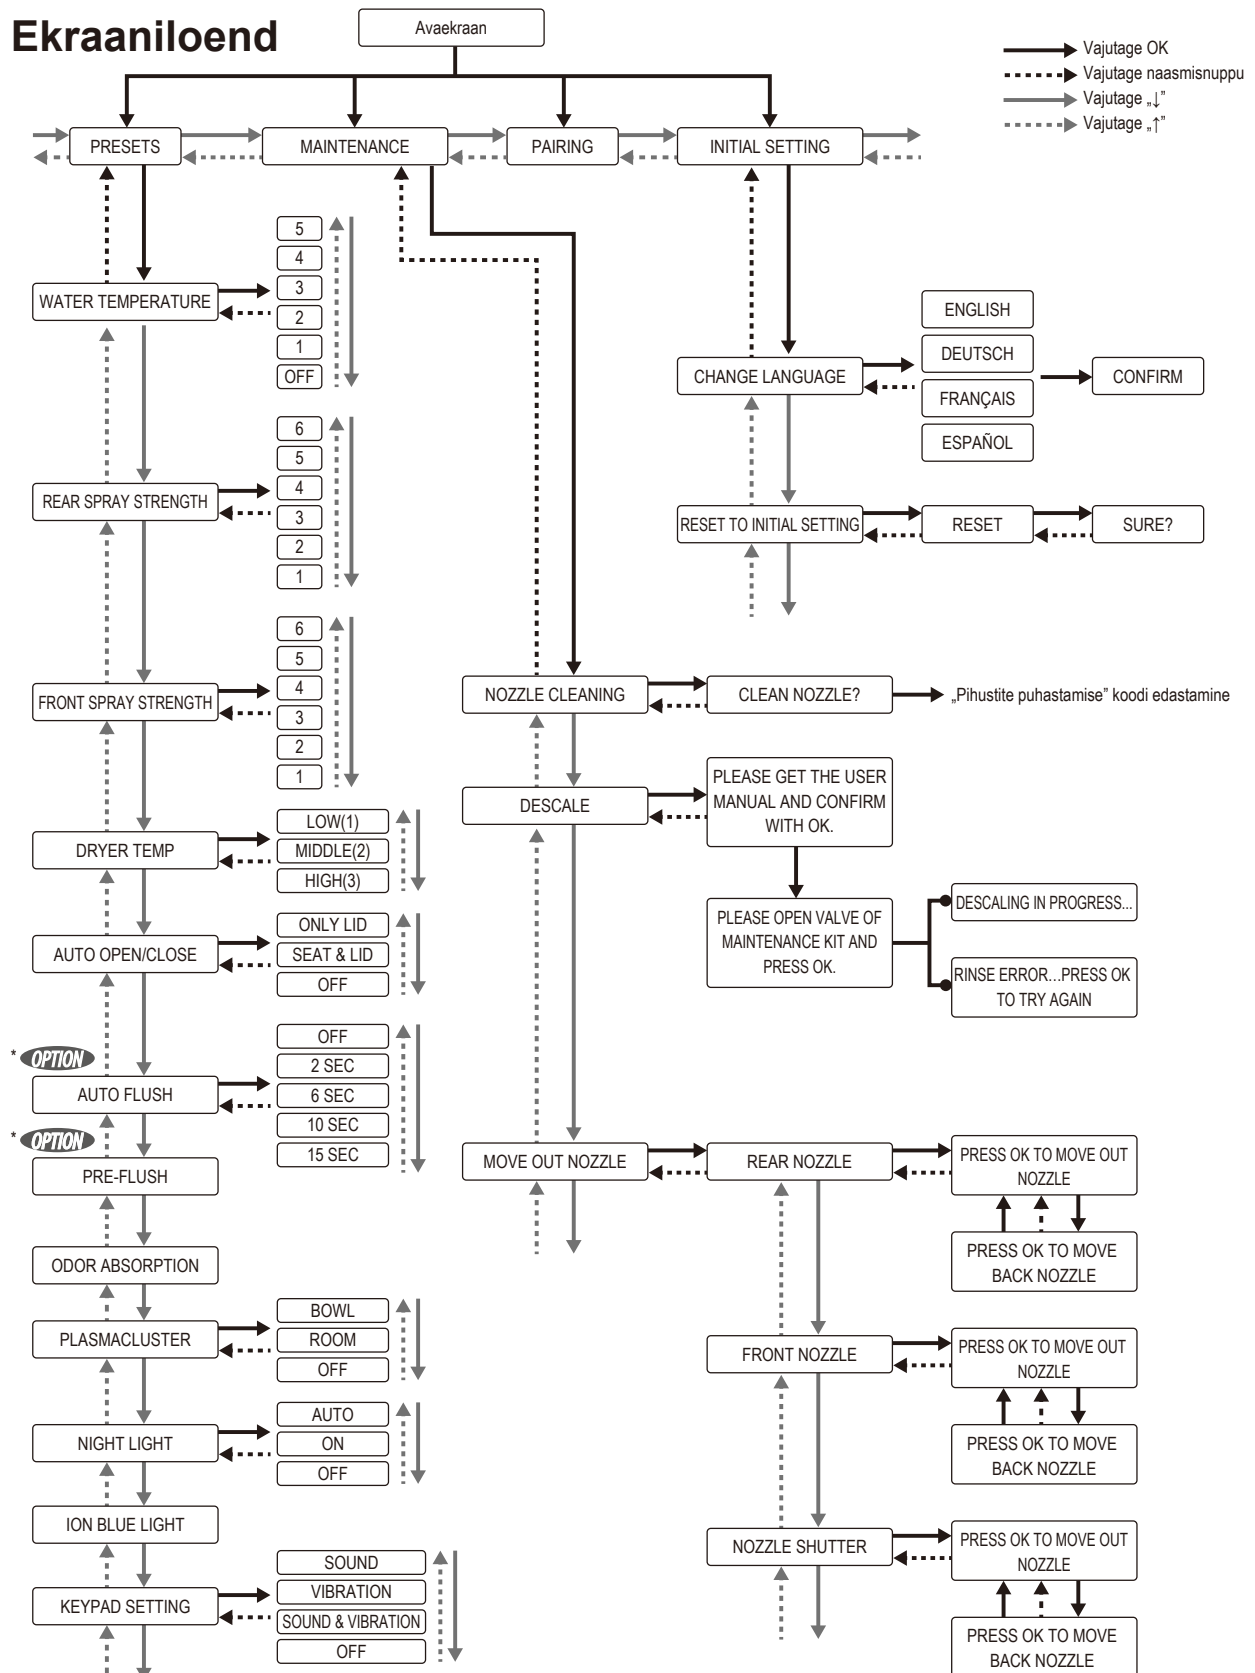 Ekraaniloend
Avaekraan
Vajutage OK
Vajutage naasmisnuppu
Vajutage „↓”
Vajutage „↑”
PRESETS
MAINTENANCE
PAIRING
INITIAL SETTING
WATER TEMPERATURE
5
4
3
2
1
OFF
REAR SPRAY STRENGTH
6
5
4
3
2
1
FRONT SPRAY STRENGTH
6
5
4
3
2
1
DRYER TEMP
LOW(1)
MIDDLE(2)
HIGH(3)
AUTO OPEN/CLOSE
ONLY LID
SEAT & LID
OFF
* OPTION
AUTO FLUSH
OFF
2 SEC
6 SEC
10 SEC
15 SEC
* OPTION
PRE-FLUSH
ODOR ABSORPTION
PLASMACLUSTER
BOWL
ROOM
OFF
NIGHT LIGHT
AUTO
ON
OFF
ION BLUE LIGHT
KEYPAD SETTING
SOUND
VIBRATION
SOUND & VIBRATION
OFF
NOZZLE CLEANING
CLEAN NOZZLE?
„Pihustite puhastamise” koodi edastamine
DESCALE
PLEASE GET THE USER
MANUAL AND CONFIRM
WITH OK.
PLEASE OPEN VALVE OF
MAINTENANCE KIT AND
PRESS OK.
DESCALING IN PROGRESS...
RINSE ERROR...PRESS OK
TO TRY AGAIN
MOVE OUT NOZZLE
REAR NOZZLE
PRESS OK TO MOVE OUT
NOZZLE
PRESS OK TO MOVE
BACK NOZZLE
FRONT NOZZLE
PRESS OK TO MOVE OUT
NOZZLE
PRESS OK TO MOVE
BACK NOZZLE
NOZZLE SHUTTER
PRESS OK TO MOVE OUT
NOZZLE
PRESS OK TO MOVE
BACK NOZZLE
CHANGE LANGUAGE
ENGLISH
DEUTSCH
FRANÇAIS
ESPAÑOL
CONFIRM
RESET TO INITIAL SETTING
RESET
SURE?